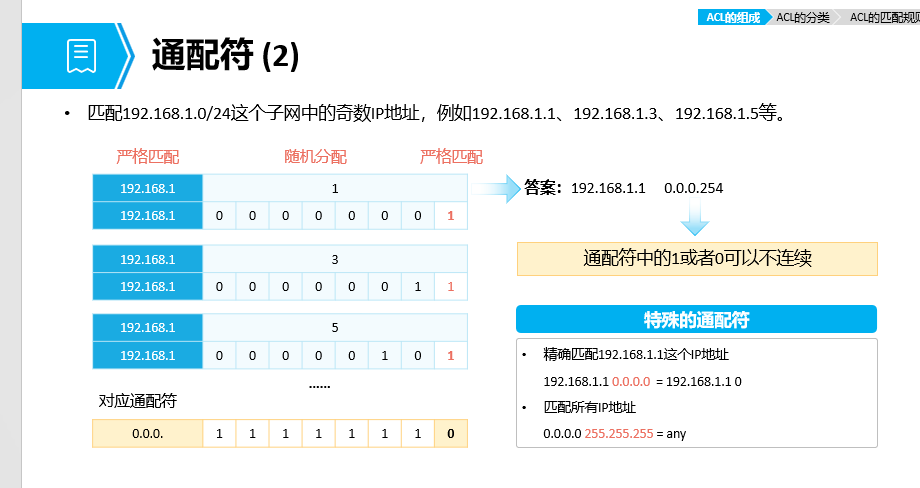 ACL的组成 ACL的分类 ACL的匹配规
通配符 (2)
• 匹配192.168.1.0/24这个子网中的奇数IP地址，例如192.168.1.1、192.168.1.3、192.168.1.5等。
严格匹配 随机分配 严格匹配
192.168.1 1
192.168.1 0 0 0 0 0 0 0 1
答案： 192.168.1.1 0.0.0.254
通配符中的1或者0可以不连续
192.168.1 3
192.168.1 0 0 0 0 0 0 1 1
192.168.1 5
192.168.1 0 0 0 0 0 1 0 1
......
对应通配符
0.0.0. 1 1 1 1 1 1 1 0
特殊的通配符
• 精确匹配192.168.1.1这个IP地址
192.168.1.1 0.0.0.0 = 192.168.1.1 0
• 匹配所有IP地址
0.0.0.0 255.255.255 = any